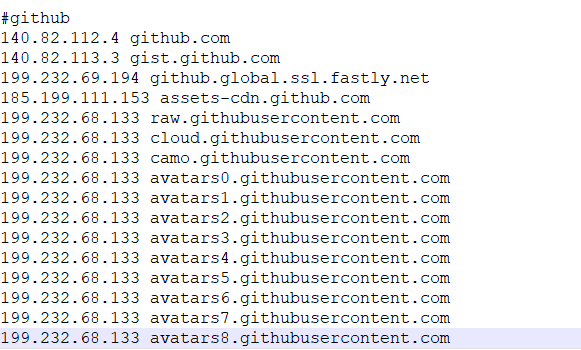 #github
140.82.112.4 github.com
140.82.113.3 gist.github.com
199.232.69.194 github.global.ssl.fastly.net
185.199.111.153 assets-cdn.github.com
199.232.68.133 raw.githubusercontent.com
199.232.68.133 cloud.githubusercontent.com
199.232.68.133 camo.githubusercontent.com
199.232.68.133 avatars0.githubusercontent.com
199.232.68.133 avatars1.githubusercontent.com
199.232.68.133 avatars2.githubusercontent.com
199.232.68.133 avatars3.githubusercontent.com
199.232.68.133 avatars4.githubusercontent.com
199.232.68.133 avatars5.githubusercontent.com
199.232.68.133 avatars6.githubusercontent.com
199.232.68.133 avatars7.githubusercontent.com
199.232.68.133 avatars8.githubusercontent.com